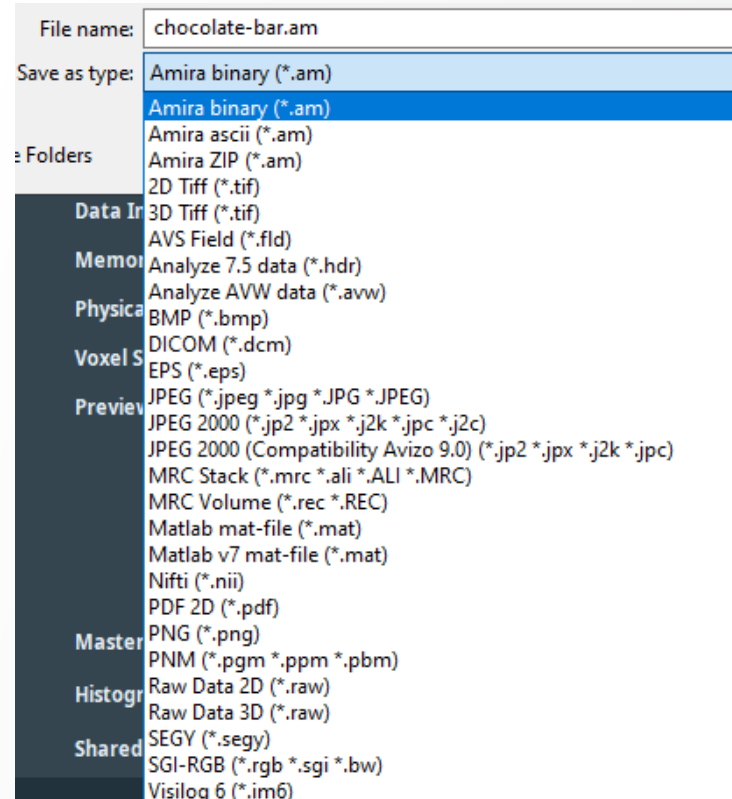 File name: chocolate-bar.am
Save as type: Amira binary (*.am)
Amira binary (*.am)
Amira ascii (*.am)
e Folders
Amira ZIP (*.am)
2D Tiff (*.tif)
Data In
3D Tiff (*.tif)
AVS Field (*.fld)
Memor
Analyze 7.5 data (*.hdr)
Analyze AVW data (*.avw)
Physica
BMP (*.bmp)
DICOM (*.dcm)
Voxel S
EPS (*.eps)
JPEG (*.jpeg *.jpg *.JPG *.JPEG)
Preview
JPEG 2000 (*.jp2 *.jpx *.j2k *.jpc *.j2c)
JPEG 2000 (Compatibility Avizo 9.0) (*.jp2 *.jpx *.j2k *.jpc)
MRC Stack (*.mrc *.ali *.ALI *.MRC)
MRC Volume (*.rec *.REC)
Matlab mat-file (*.mat)
Matlab v7 mat-file (*.mat)
Nifti (*.nii)
PDF 2D (*.pdf)
PNG (*.png)
Master
PNM (*.pgm *.ppm *.pbm)
Raw Data 2D (*.raw)
Histogr
Raw Data 3D (*.raw)
SEGY (*.segy)
Shared
SGI-RGB (*.rgb *.sgi *.bw)
Visilog 6 (*.im6)